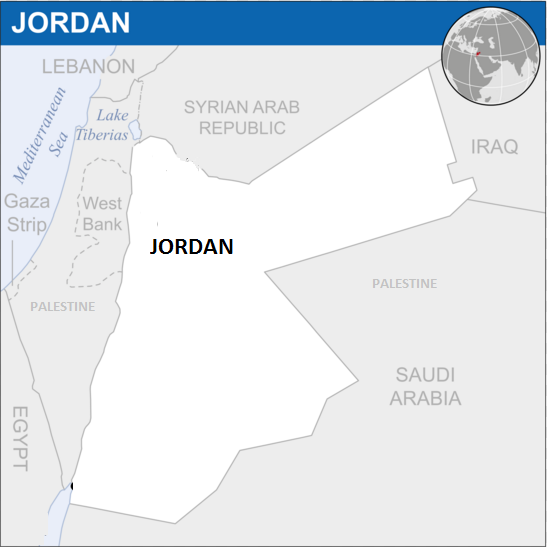 JORDAN
LEBANON
Mediterranean
Sea
Lake
Tiberias
SYRIAN ARAB
REPUBLIC
IRAQ
Gaza
Strip
West
Bank
JORDAN
PALESTINE
PALESTINE
SAUDI
ARABIA
EGYPT